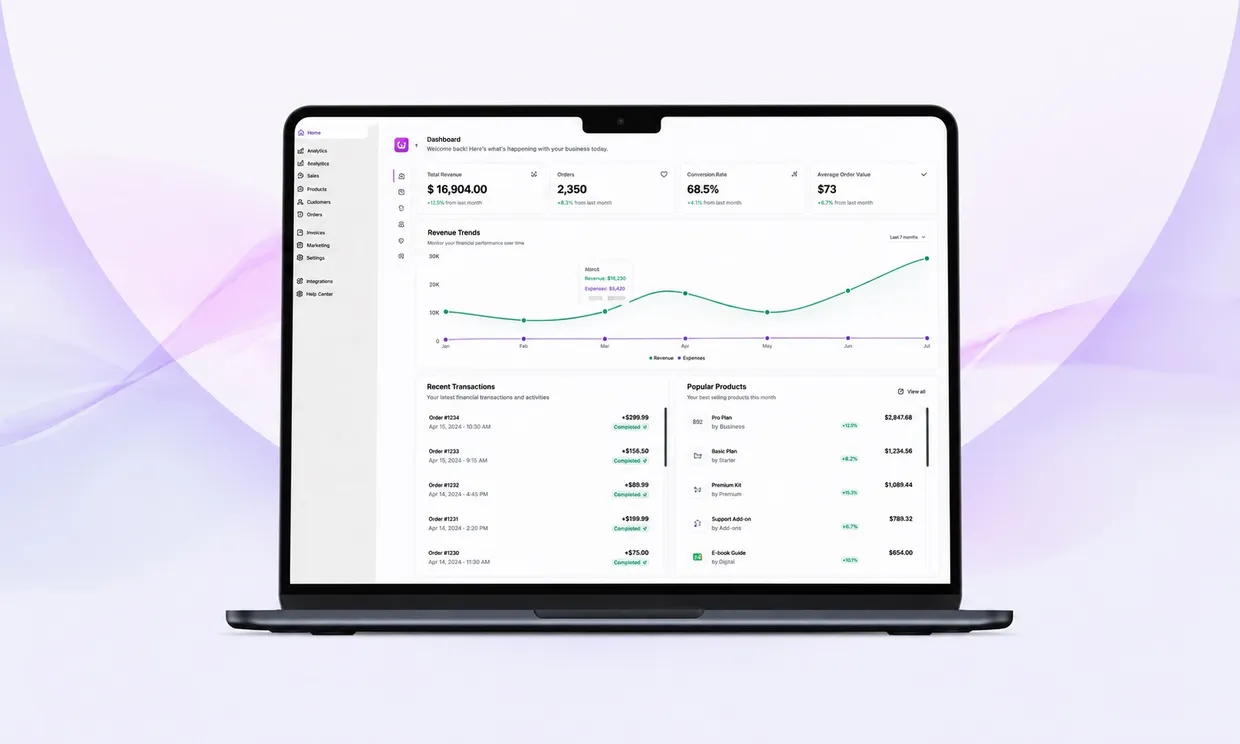 Home
Analytics
Analytics
Sales
Products
Customers
Orders
Invoices
Marketing
Settings
Integrations
Help Center
Dashboard
Welcome back! Here's what's happening with your business today.
Total Revenue
$ 16,904.00
+12.5% from last month
Orders
2,350
+8.3% from last month
Conversion Rate
68.5%
+4.1% from last month
Average Order Value
$73
+6.7% from last month
Revenue Trends
Monitor your financial performance over time
Last 7 months
30K
20K
10K
0
Revenue: $16,230
Expenses: $5,420
Jan Feb Mar Apr May Jun Jul
Revenue Expenses
Recent Transactions
Your latest financial transactions and activities
Order #1234 +$299.99
Apr 15, 2024 - 10:30 AM Completed
Order #1233 +$156.50
Apr 15, 2024 - 9:15 AM Completed
Order #1232 +$89.99
Apr 14, 2024 - 4:45 PM Completed
Order #1231 +$199.99
Apr 14, 2024 - 2:20 PM Completed
Order #1230 +$75.00
Apr 14, 2024 - 11:30 AM Completed
Popular Products
Your best selling products this month
View all
Pro Plan $2,847.68
by Business +12.5%
Basic Plan $1,234.56
by Starter +8.2%
Premium Kit $1,089.44
by Premium +15.3%
Support Add-on $789.32
by Add-ons +6.7%
E-book Guide $654.00
by Digital +10.1%